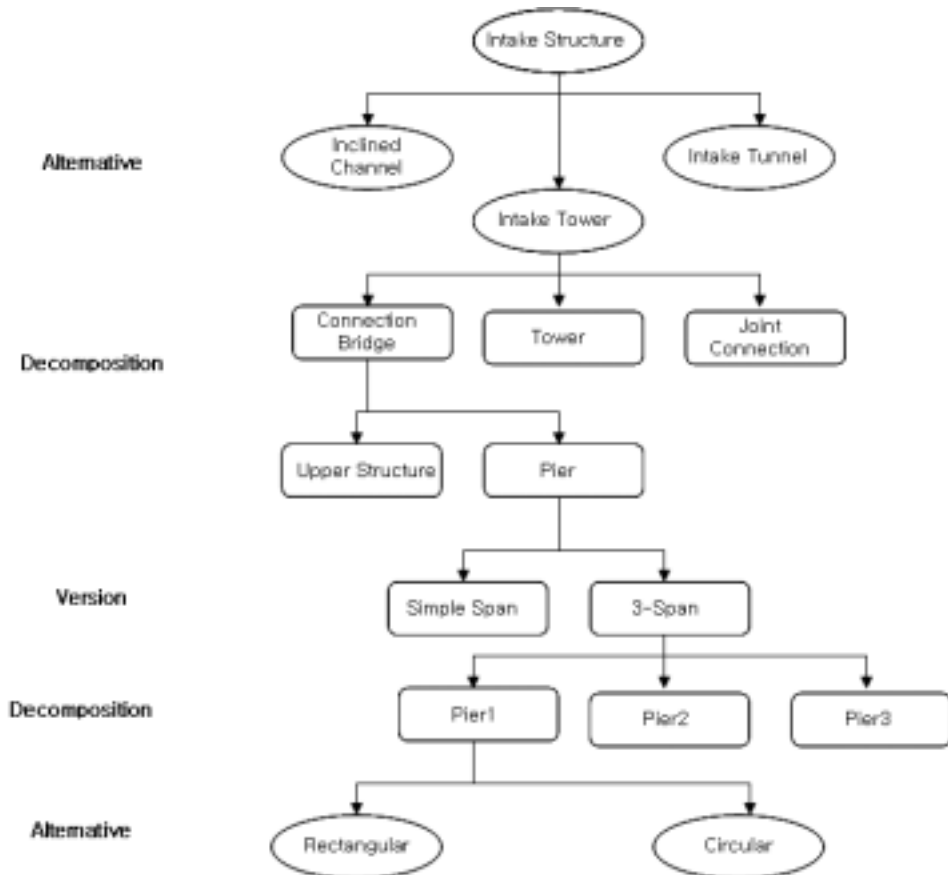 Intake Structure
Alternative
Inclined
Channel
Intake Tunnel
Intake Tower
Decomposition
Connection
Bridge
Tower
Joint
Connection
Upper Structure
Pier
Version
Simple Span
3-Span
Decomposition
Pier1
Pier2
Pier3
Alternative
Rectangular
Circular